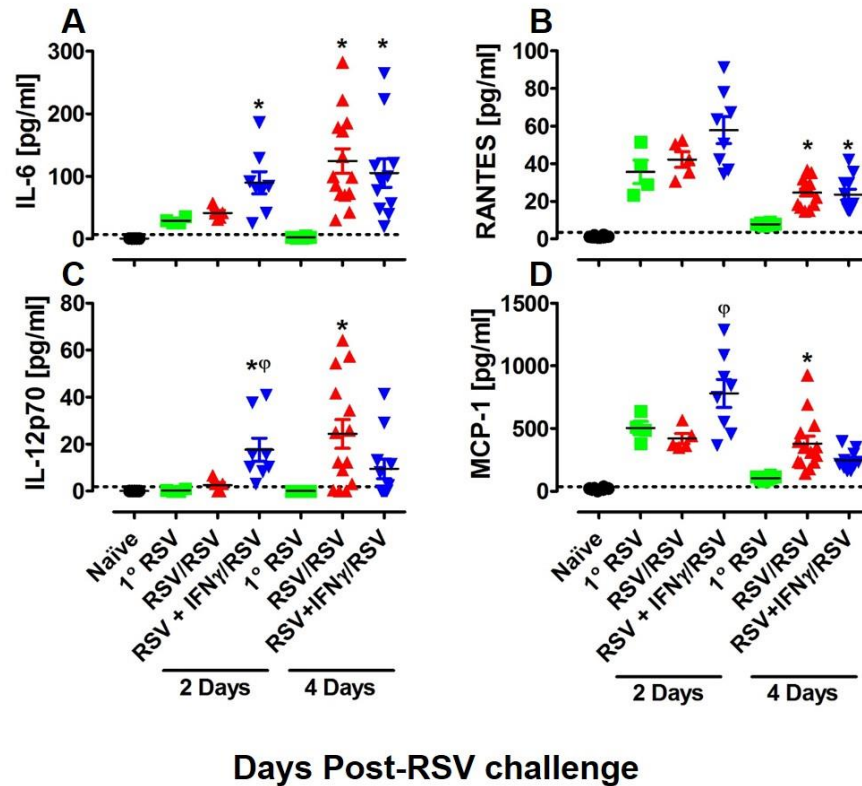 A
B
IL-6 [pg/ml]
300
200
100
0
*
*
*
RANTES [pg/ml]
100
80
60
40
20
0
*
*
C
D
IL-12p70 [pg/ml]
80
60
40
20
0
*φ
*
MCP-1 [pg/ml]
1500
1000
500
0
φ
*
Naïve
1° RSV
RSV/RSV
RSV + IFNγ/RSV
1° RSV
RSV/RSV
RSV+IFNγ/RSV
2 Days
4 Days
Naïve
1° RSV
RSV/RSV
RSV + IFNγ/RSV
1° RSV
RSV/RSV
RSV+IFNγ/RSV
2 Days
4 Days
Days Post-RSV challenge